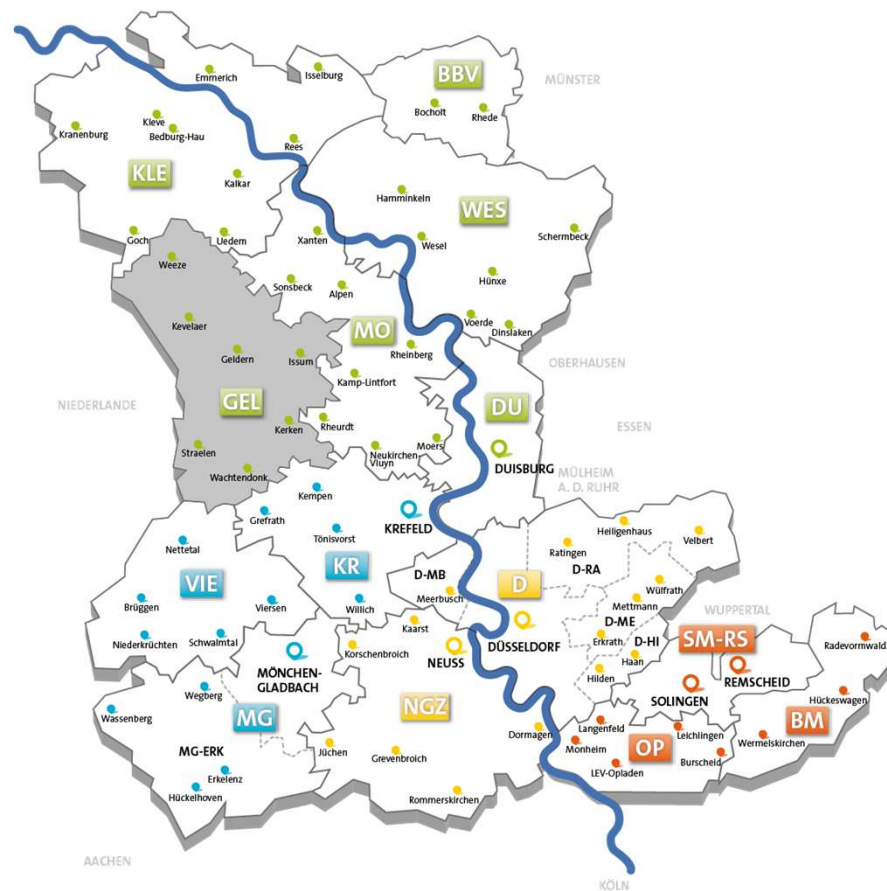 Isselburg
Emmerich
BBV
MÜNSTER
Bocholt
Rhede
Kleve
Kranenburg
Bedburg-Hau
Rees
KLE
Kalkar
Hamminkeln
WES
Schermbeck
Goch
Uedem
Xanten
Wesel
Weeze
Sonsbeck
Alpen
Hünxe
Kevelaer
Voerde
Dinslaken
MO
Rheinberg
Geldern
Issum
OBERHAUSEN
Kamp-Lintfort
NIEDERLANDE
GEL
DU
ESSEN
Kerken
Rheurdt
Straelen
Neukirchen
Vluyn
Moers
DUISBURG
Wachtendonk
MÜLHEIM
A. D. RUHR
Kempen
Grefrath
KREFELD
Tönisvorst
Heiligenhaus
Velbert
Nettetal
Ratingen
D-RA
VIE
KR
D-MB
D
Wülfrath
Brüggen
Viersen
Willich
Meerbusch
Mettmann
WUPPERTAL
Kaarst
D-ME
Niederkrüchten
Schwalmtal
Korschenbroich
NEUSS
DÜSSELDORF
Erkrath
D-HI
Haan
SM-RS
Radevormwald
MÖNCHEN-
GLADBACH
Hilden
REMSCHEID
Wegberg
SOLINGEN
Hückeswagen
Wassenberg
MG
NGZ
Dormagen
Langenfeld
Leichlingen
BM
MG-ERK
Jüchen
Grevenbroich
Monheim
OP
Wermelskirchen
Burscheid
Erkelenz
LEV-Opladen
Hückelhoven
Rommerskirchen
AACHEN
KÖLN